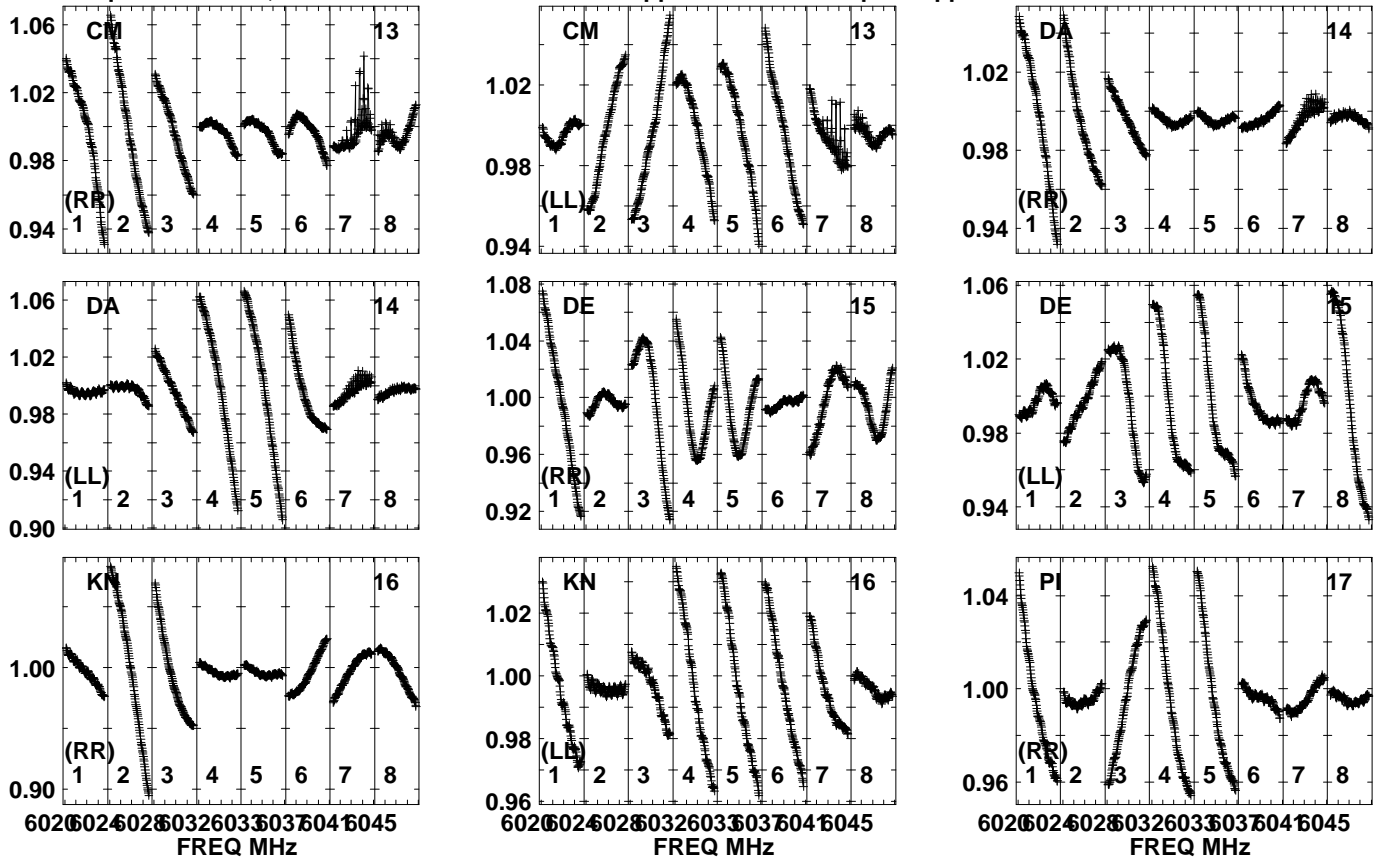 1.06 CM 13
1.02
0.98
(RR)
1 2 3 4 5 6 7 8
0.94
CM 13
1.02
0.98
(LL)
1 2 3 4 5 6 7 8
0.94
DA 14
1.02
0.98
(RR)
1 2 3 4 5 6 7 8
0.94
1.06 DA 14
1.02
0.98
0.94
(LL)
1 2 3 4 5 6 7 8
0.90
1.08
DE 15
1.04
1.00
0.96
(RR)
1 2 3 4 5 6 7 8
0.92
1.06
DE 15
1.02
0.98
(LL)
1 2 3 4 5 6 7 8
0.94
KN 16
1.00
(RR)
1 2 3 4 5 6 7 8
0.90
KN 16
1.02
1.00
0.98
(LL)
1 2 3 4 5 6 7 8
0.96
PI 17
1.04
1.00
(RR)
1 2 3 4 5 6 7 8
0.96
6020 6024 6028 6032 6033 6037 6041 6045
FREQ MHz
6020 6024 6028 6032 6033 6037 6041 6045
FREQ MHz
6020 6024 6028 6032 6033 6037 6041 6045
FREQ MHz